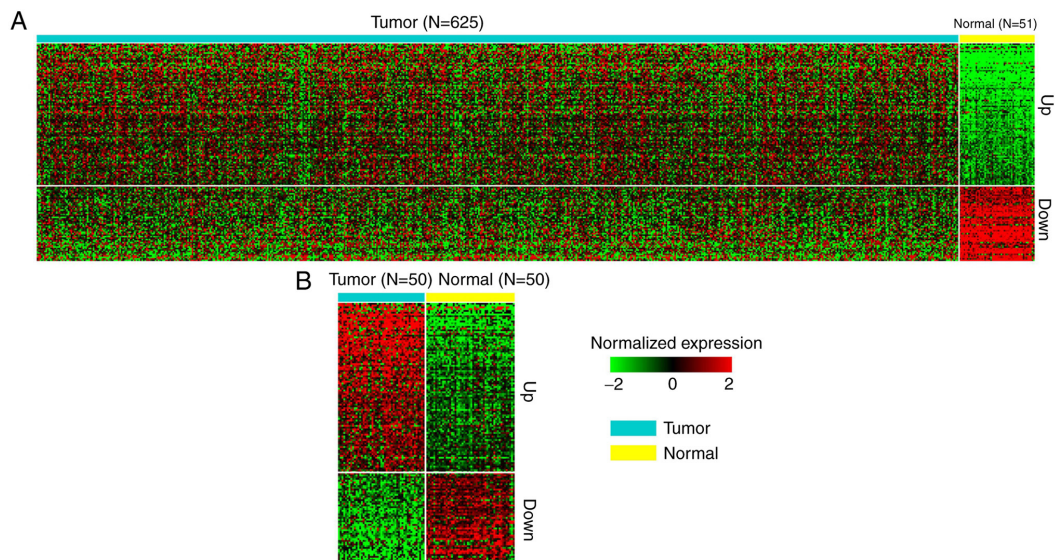 A
Tumor (N=625)
Normal (N=51)
Up
Down
B
Tumor (N=50) Normal (N=50)
Up
Down
Normalized expression
−2 0 2
Tumor
Normal